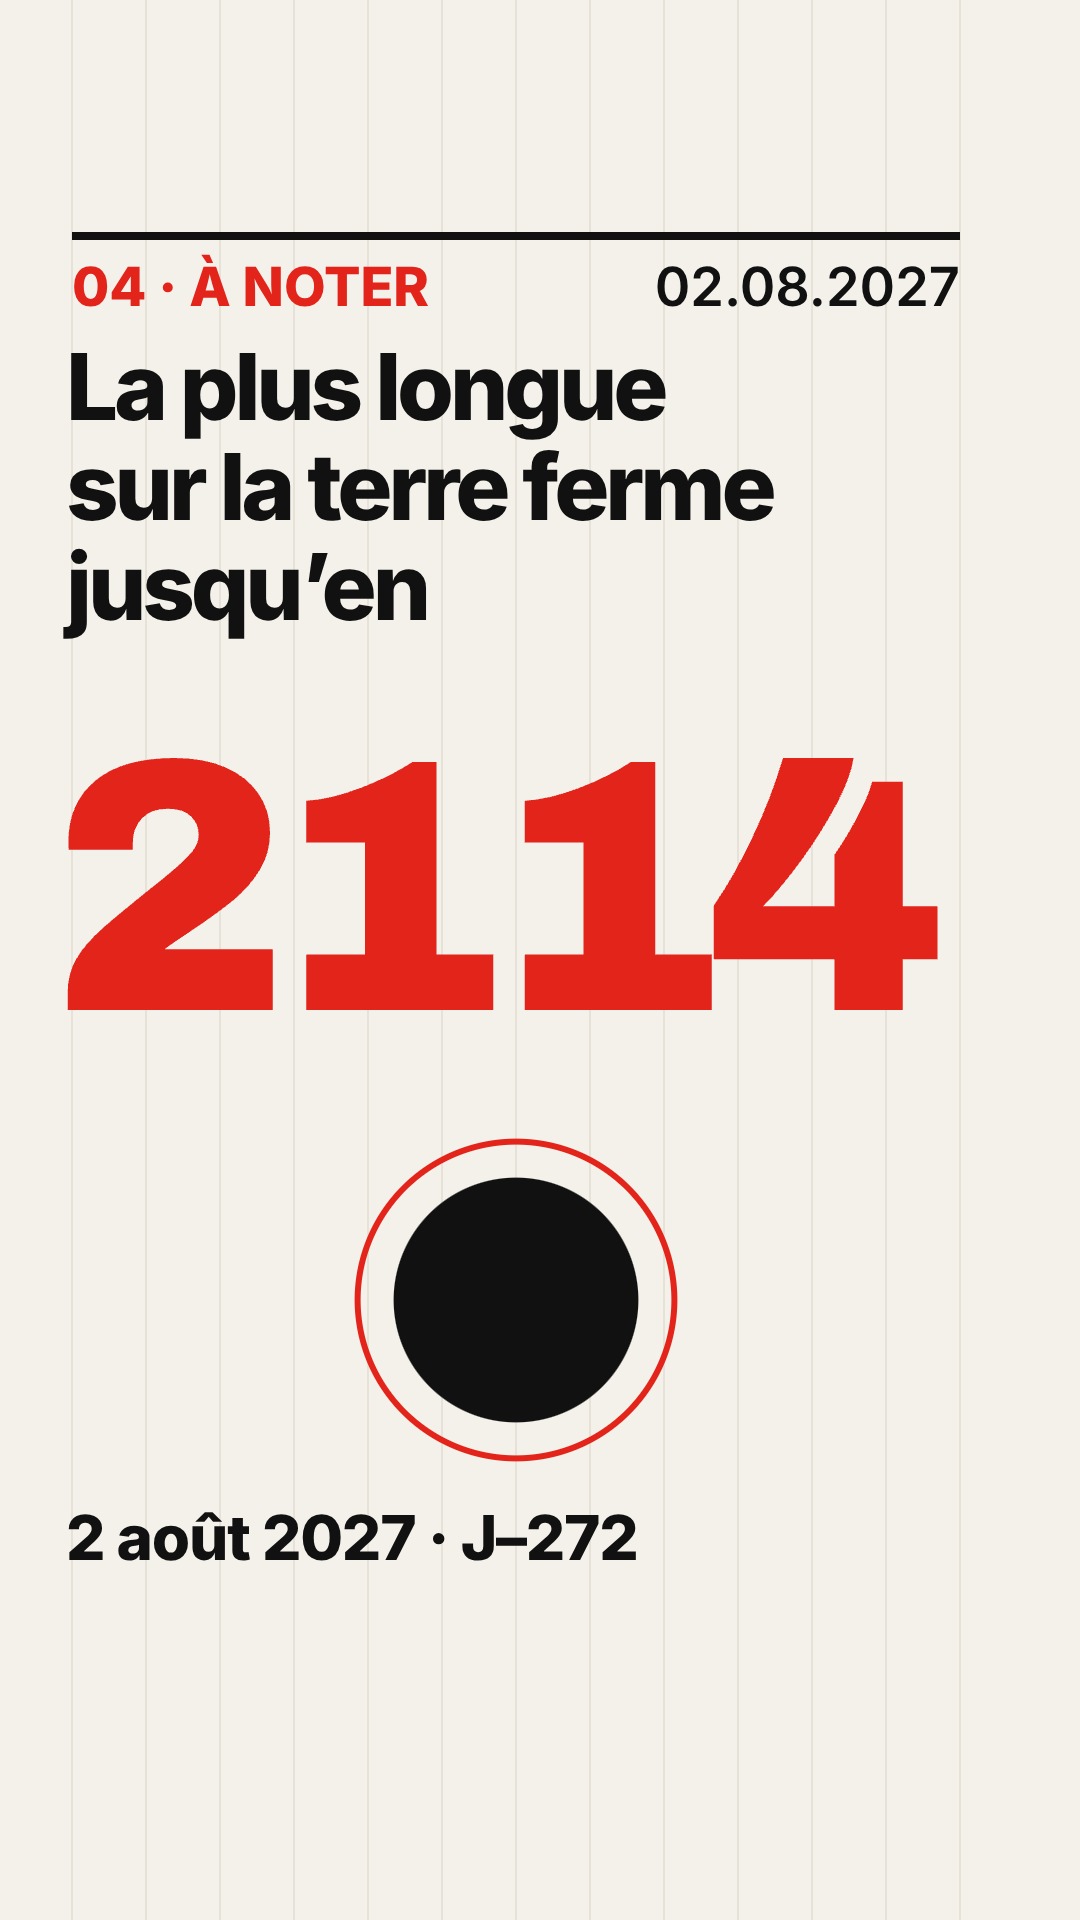 04 · À NOTER
02.08.2027
La plus longue
sur la terre ferme
jusqu’en
2114
2 août 2027 · J–272